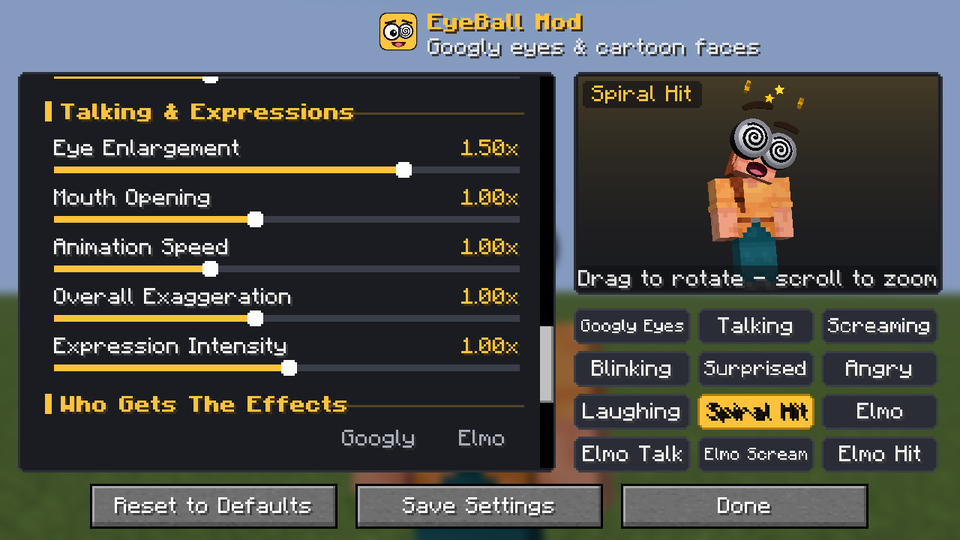 EyeBall Mod
Googly eyes & cartoon faces
Talking & Expressions
Eye Enlargement 1.50x
Mouth Opening 1.00x
Animation Speed 1.00x
Overall Exaggeration 1.00x
Expression Intensity 1.00x
Who Gets The Effects
Googly Elmo
Spiral Hit
Drag to rotate - scroll to zoom
Googly Eyes Talking Screaming
Blinking Surprised Angry
Laughing Spiral Hit Elmo
Elmo Talk Elmo Scream Elmo Hit
Reset to Defaults Save Settings Done